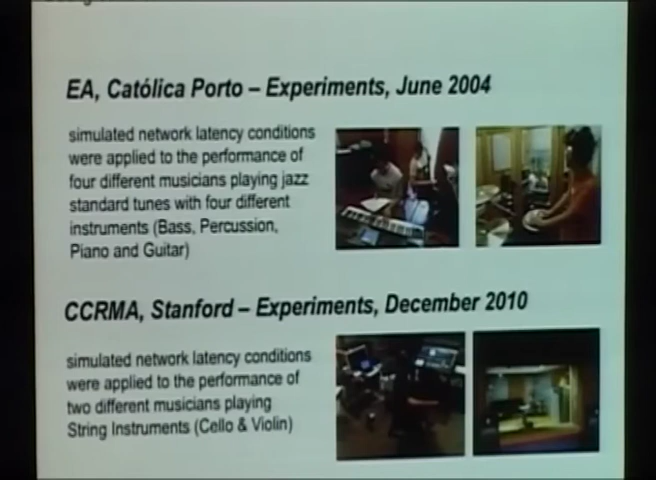 EA, Católica Porto – Experiments, June 2004
simulated network latency conditions
were applied to the performance of
four different musicians playing jazz
standard tunes with four different
instruments (Bass, Percussion,
Piano and Guitar)
CCRMA, Stanford – Experiments, December 2010
simulated network latency conditions
were applied to the performance of
two different musicians playing
String Instruments (Cello & Violin)